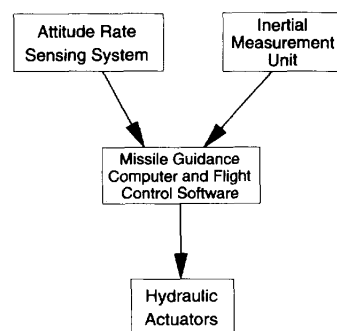 Attitude Rate
Sensing System
Inertial
Measurement
Unit
Missile Guidance
Computer and Flight
Control Software
Hydraulic
Actuators